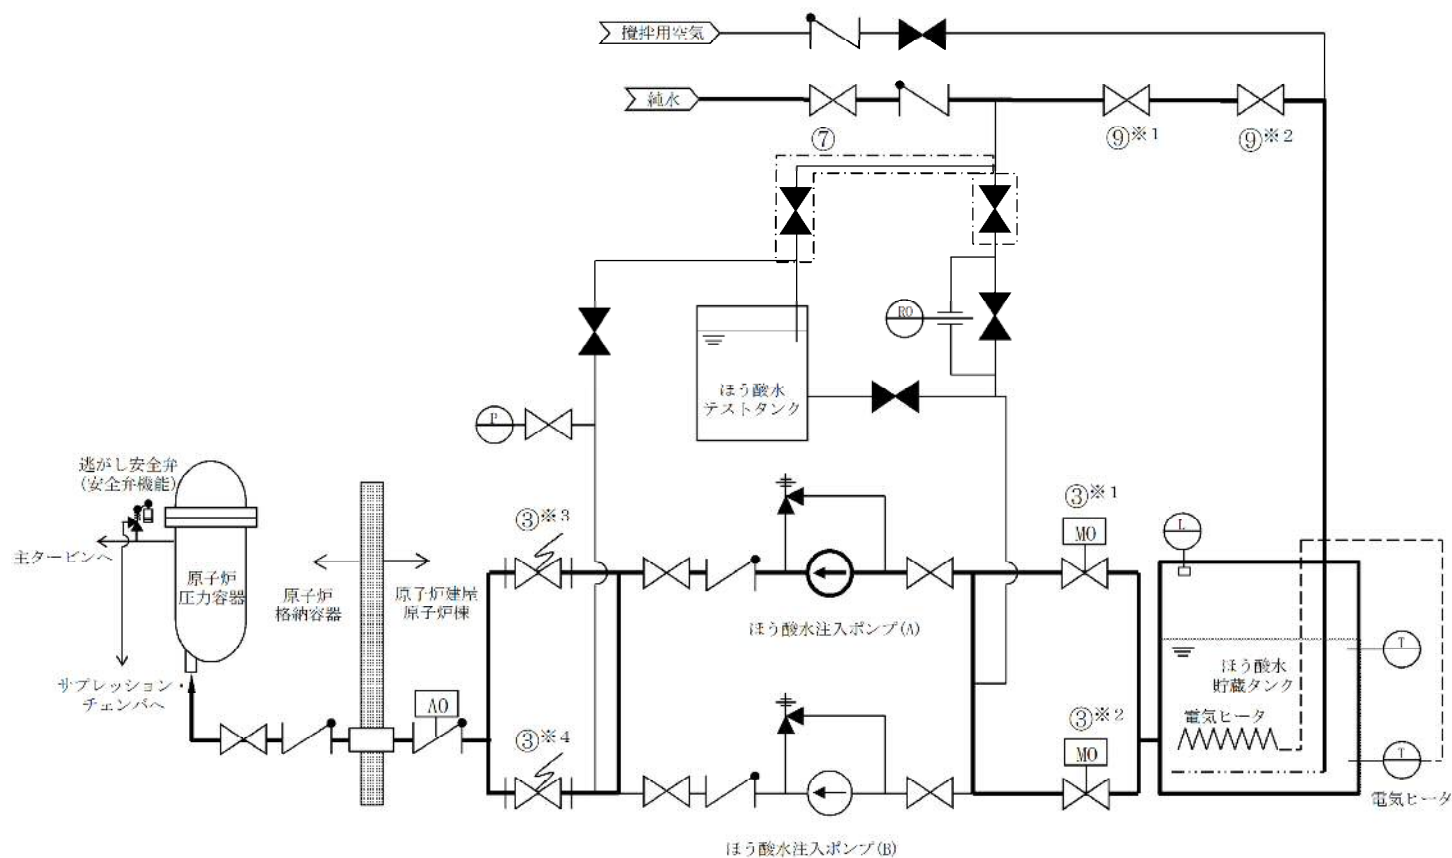 攪拌用空気
純水
⑦
⑨※1
⑨※2
RO
ほう酸水
テストタンク
P
逃がし安全弁
(安全弁機能)
主タービンへ
原子炉
圧力容器
サプレッション・
チェンバへ
原子炉
格納容器
原子炉建屋
原子炉棟
AO
③※3
③※4
ほう酸水注入ポンプ(A)
ほう酸水注入ポンプ(B)
③※1
MO
③※2
MO
L
ほう酸水
貯蔵タンク
電気ヒータ
T
T
電気ヒータ